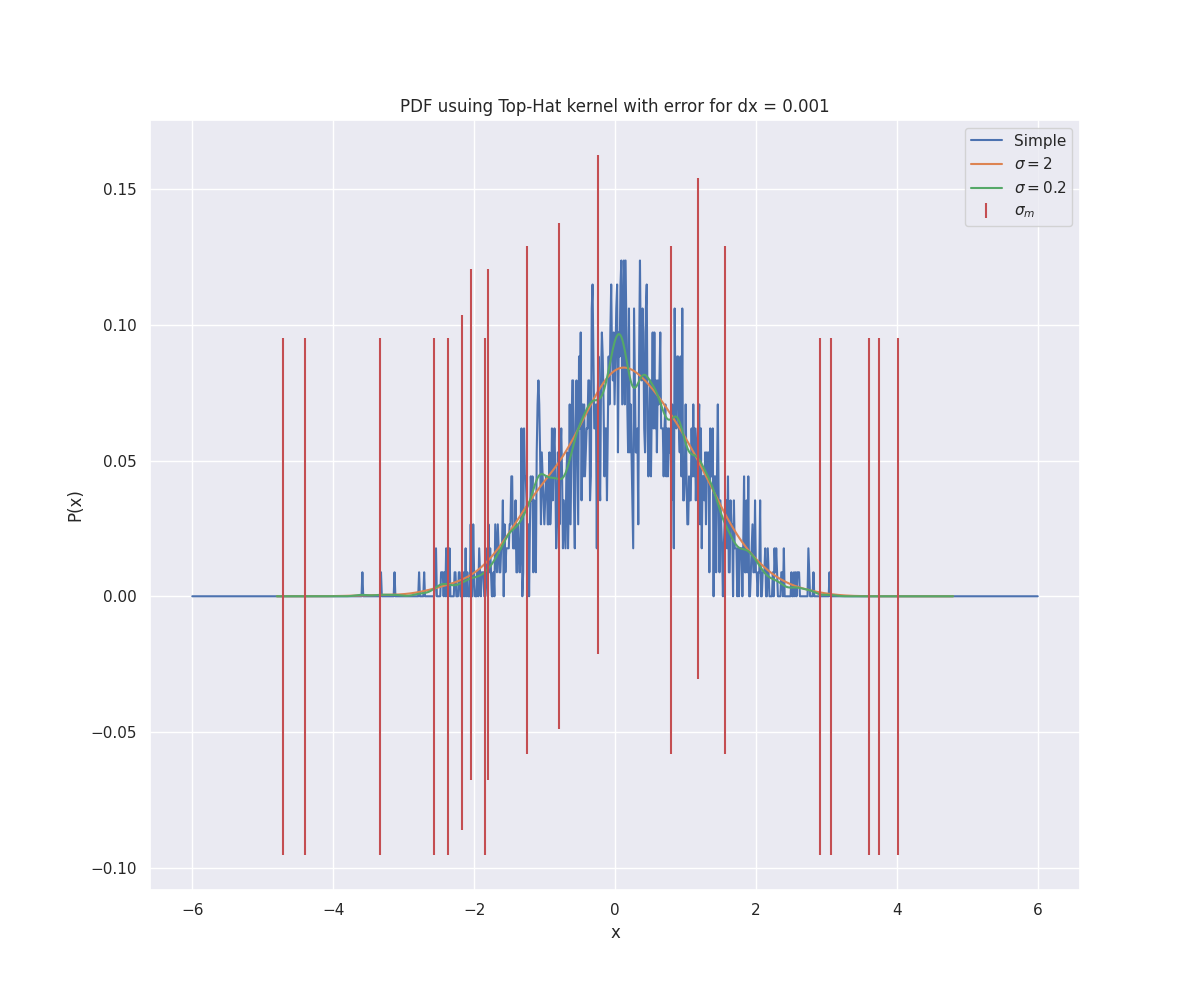 PDF usuing Top-Hat kernel with error for dx = 0.001
Simple
σ = 2
σ = 0.2
σₘ
0.15
0.10
0.05
0.00
−0.05
−0.10
P(x)
−6 −4 −2 0 2 4 6
x